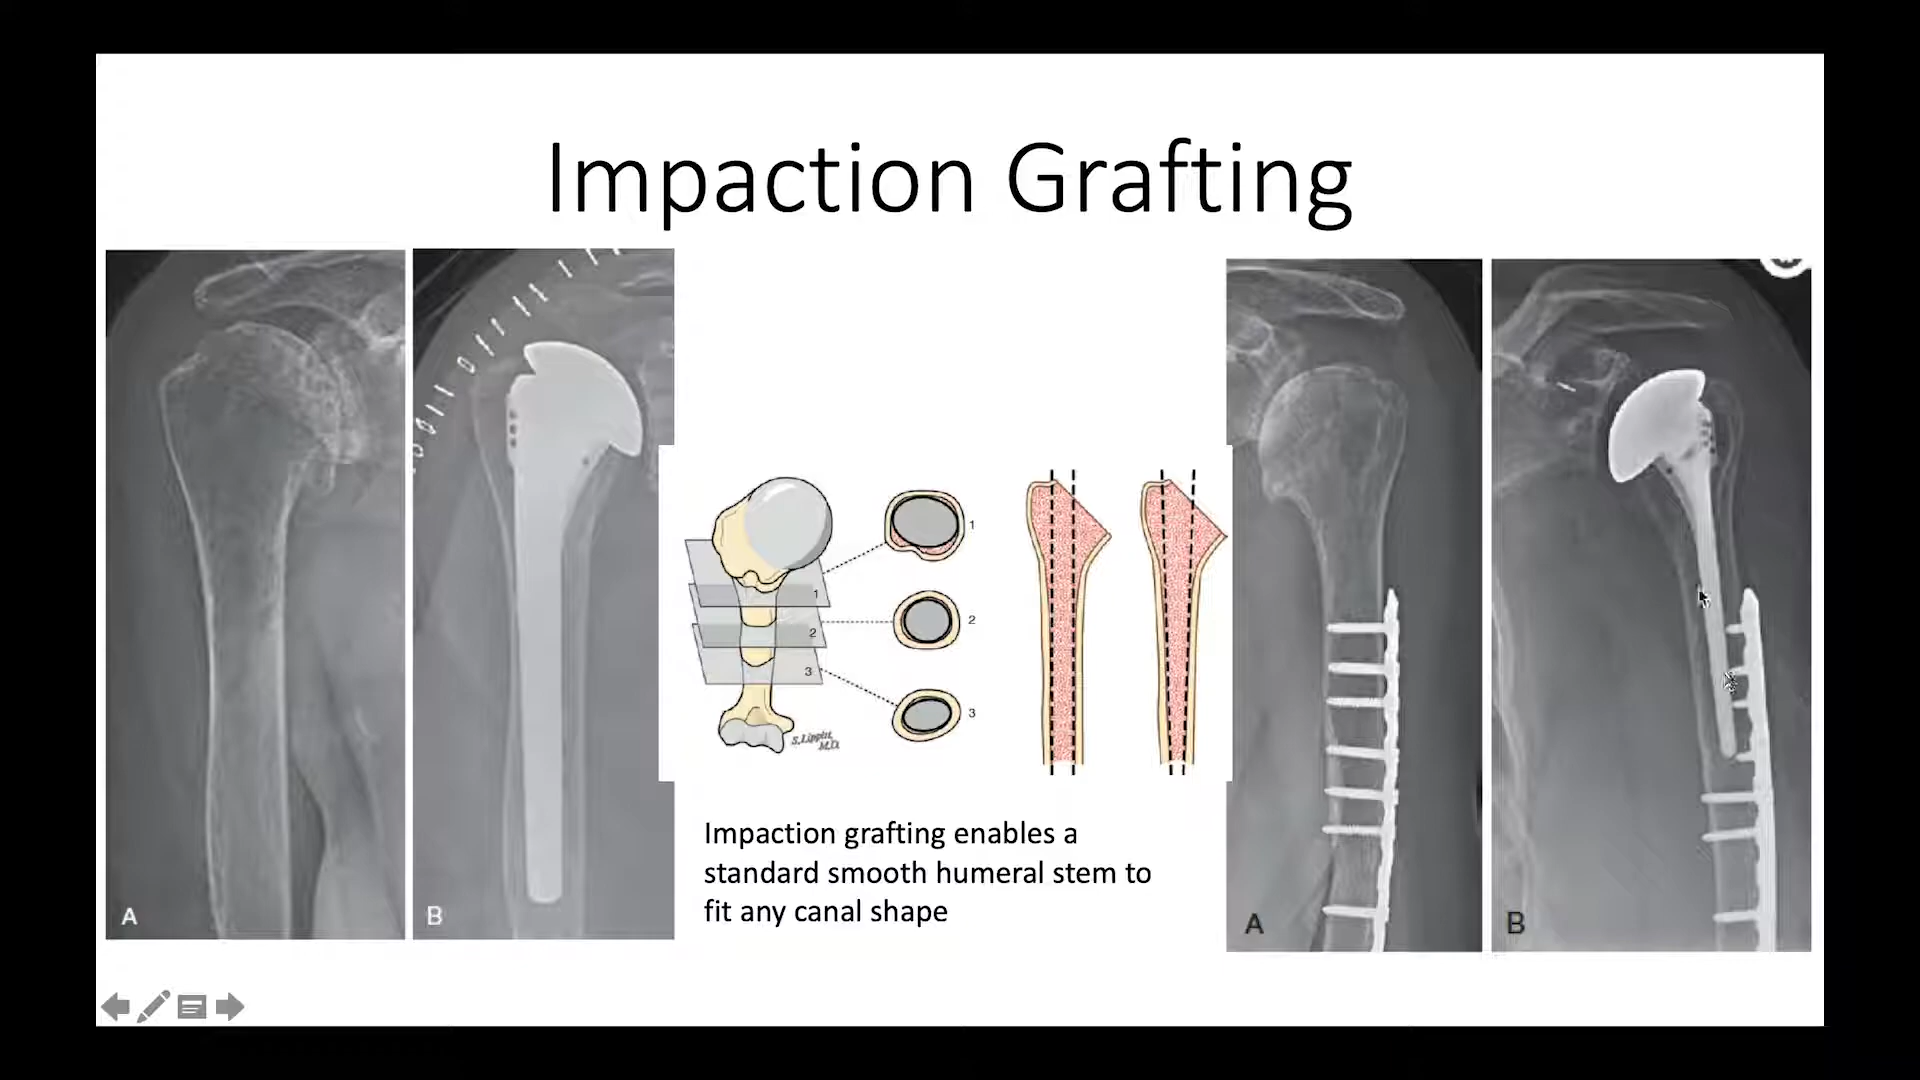 Impaction Grafting
A
B
1
2
3
1
2
3
S. Lippitt, M.D.
Impaction grafting enables a
standard smooth humeral stem to
fit any canal shape
A
B